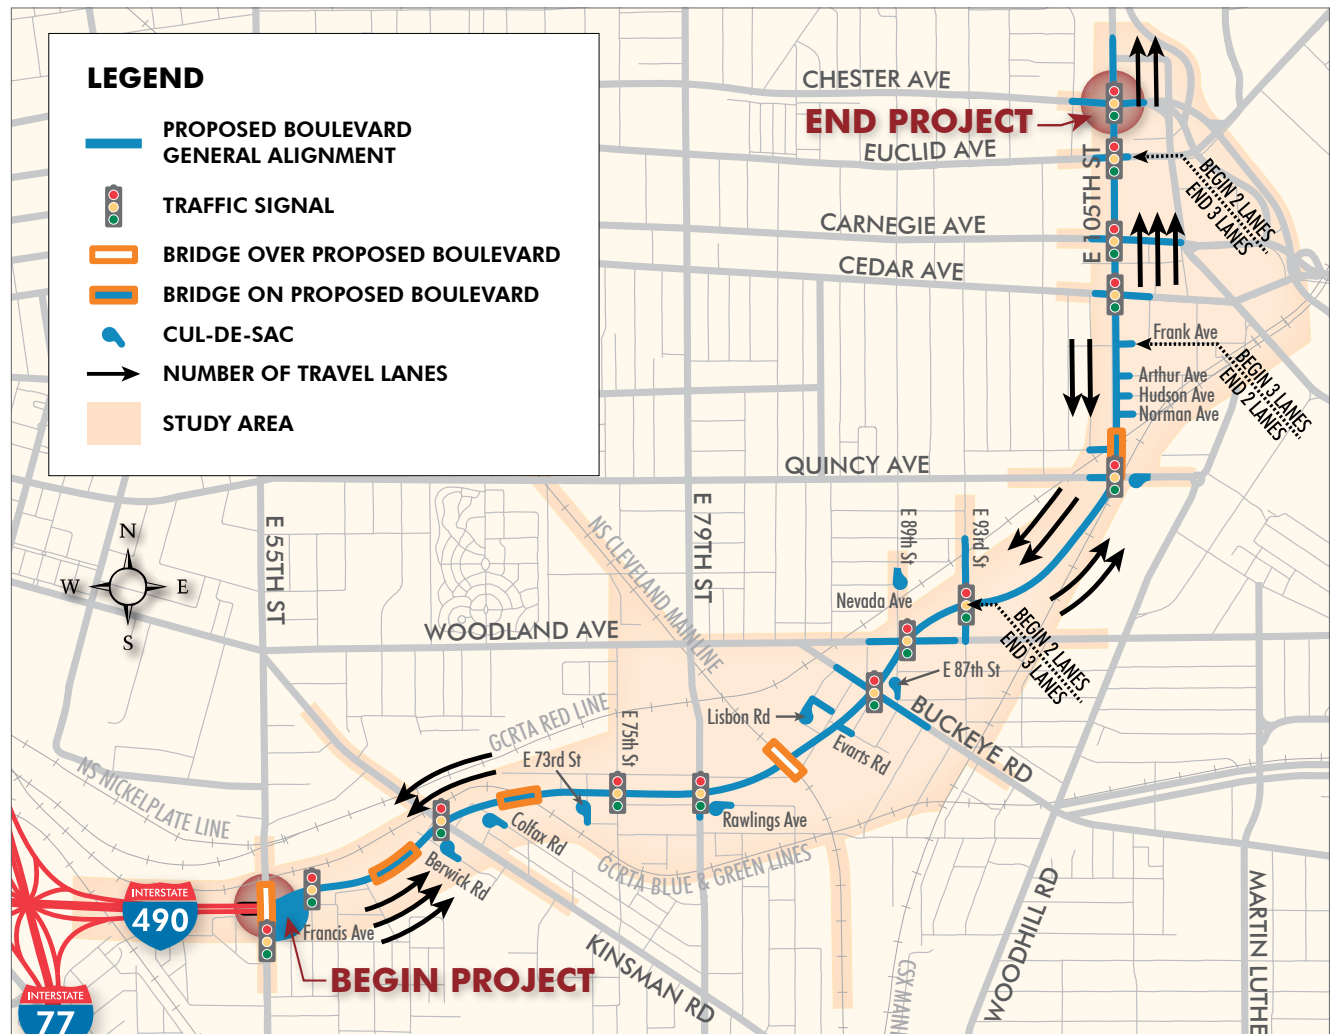 LEGEND
PROPOSED BOULEVARD
GENERAL ALIGNMENT
TRAFFIC SIGNAL
BRIDGE OVER PROPOSED BOULEVARD
BRIDGE ON PROPOSED BOULEVARD
CUL-DE-SAC
NUMBER OF TRAVEL LANES
STUDY AREA
CHESTER AVE
END PROJECT
EUCLID AVE
E 105TH ST
BEGIN 2 LANES
END 3 LANES
CARNEGIE AVE
CEDAR AVE
Frank Ave
BEGIN 3 LANES
END 2 LANES
Arthur Ave
Hudson Ave
Norman Ave
QUINCY AVE
N
W
E
S
E 55TH ST
NS CLEVELAND MAINLINE
E 79TH ST
E 89th St
E 93rd St
Nevada Ave
WOODLAND AVE
BEGIN 2 LANES
END 3 LANES
E 87th St
BUCKEYE RD
Lisbon Rd
Evarts Rd
GCRTA RED LINE
E 75th St
E 73rd St
NS NICKELPLATE LINE
Rawlings Ave
Colfax Rd
Berwick Rd
GCRTA BLUE & GREEN LINES
INTERSTATE
490
Francis Ave
BEGIN PROJECT
KINSMAN RD
CSX MAIN
WOODHILL RD
MARTIN LUTHE
INTERSTATE
77